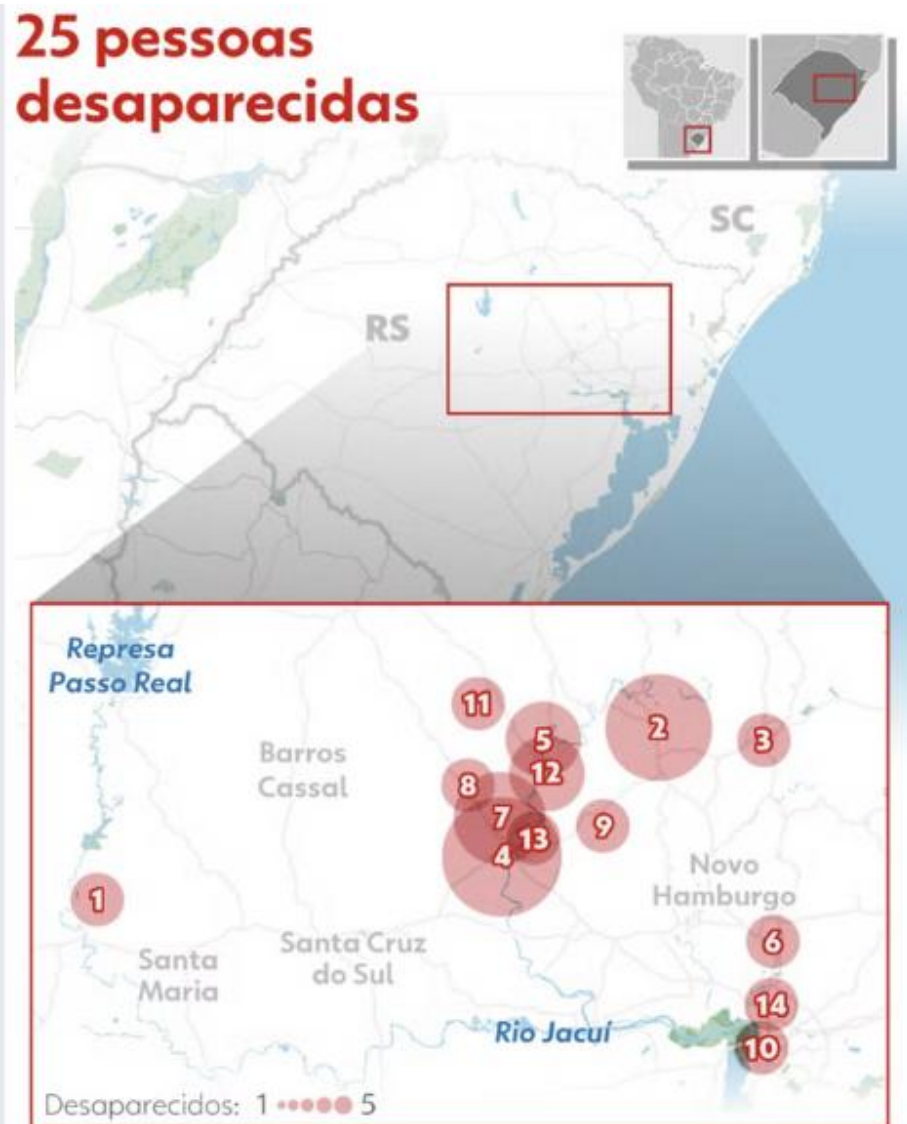 25 pessoas
desaparecidas
SC
RS
Represa
Passo Real
11
5
2
3
Barros
Cassal
12
8
7
13
9
4
Novo
Hamburgo
1
6
Santa
Maria
Santa Cruz
do Sul
14
Rio Jacuí
10
Desaparecidos: 1 5